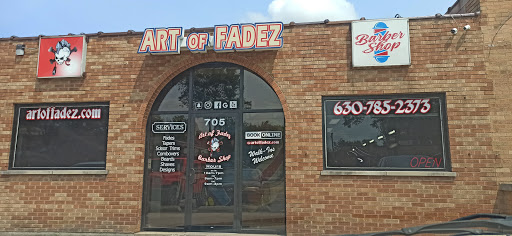 ART OF FADEZ
Barber
Shop
artoffadez.com
705
SERVICES
Fades
Tapers
Scissor Trims
Combovers
Beards
Shaves
Designs
Art of Fadez
Barber Shop
HOURS
BOOK ONLINE
artoffadez.com
Walk-Ins
Welcome
630-785-2373
OPEN